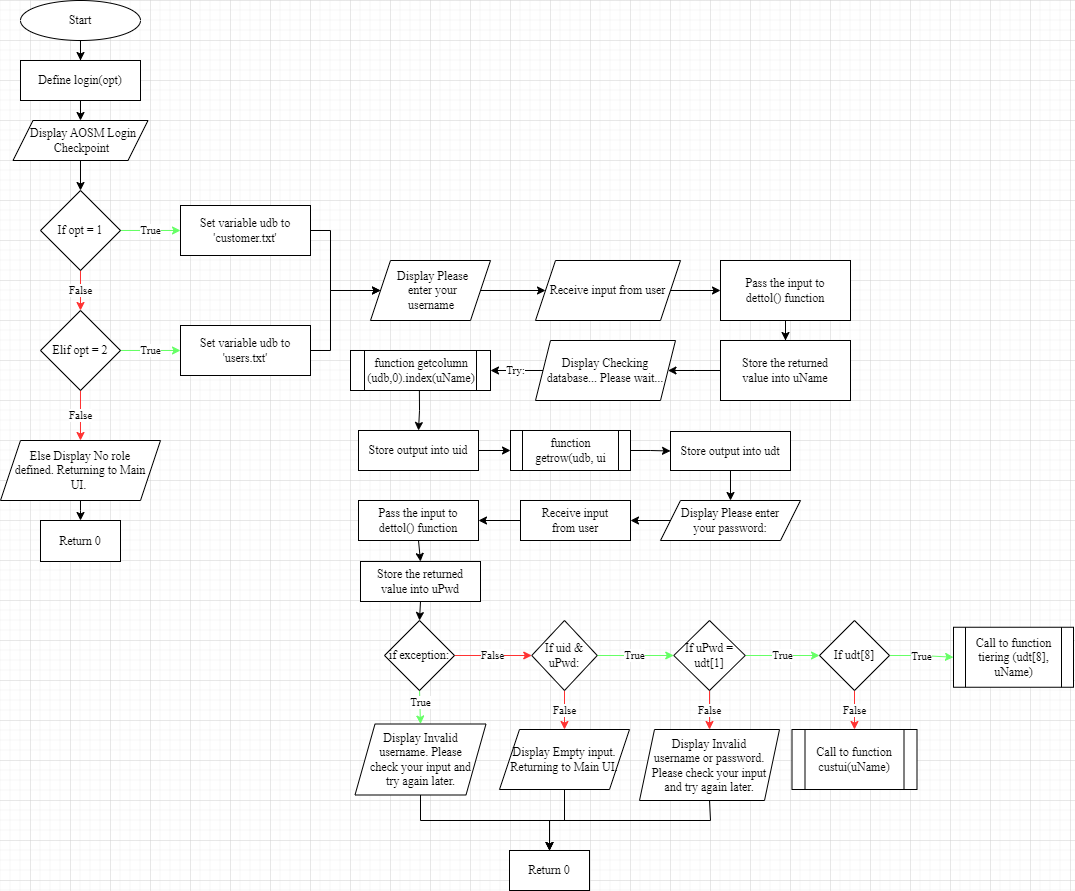 Start
Define login(opt)
Display AOSM Login
Checkpoint
If opt = 1
True
Set variable udb to
'customer.txt'
False
Elif opt = 2
True
Set variable udb to
'users.txt'
False
Else Display No role
defined. Returning to Main
UI.
Return 0
Display Please
enter your
username
Receive input from user
Pass the input to
dettol() function
Store the returned
value into uName
Display Checking
database... Please wait...
Try:
function getcolumn
(udb,0).index(uName)
Store output into uid
function
getrow(udb, ui
Store output into udt
Display Please enter
your password:
Receive input
from user
Pass the input to
dettol() function
Store the returned
value into uPwd
if exception:
False
If uid &
uPwd:
True
If uPwd =
udt[1]
True
If udt[8]
True
Call to function
tiering (udt[8],
uName)
True
False
False
False
Display Invalid
username. Please
check your input and
try again later.
Display Empty input.
Returning to Main UI.
Display Invalid
username or password.
Please check your input
and try again later.
Call to function
custui(uName)
Return 0